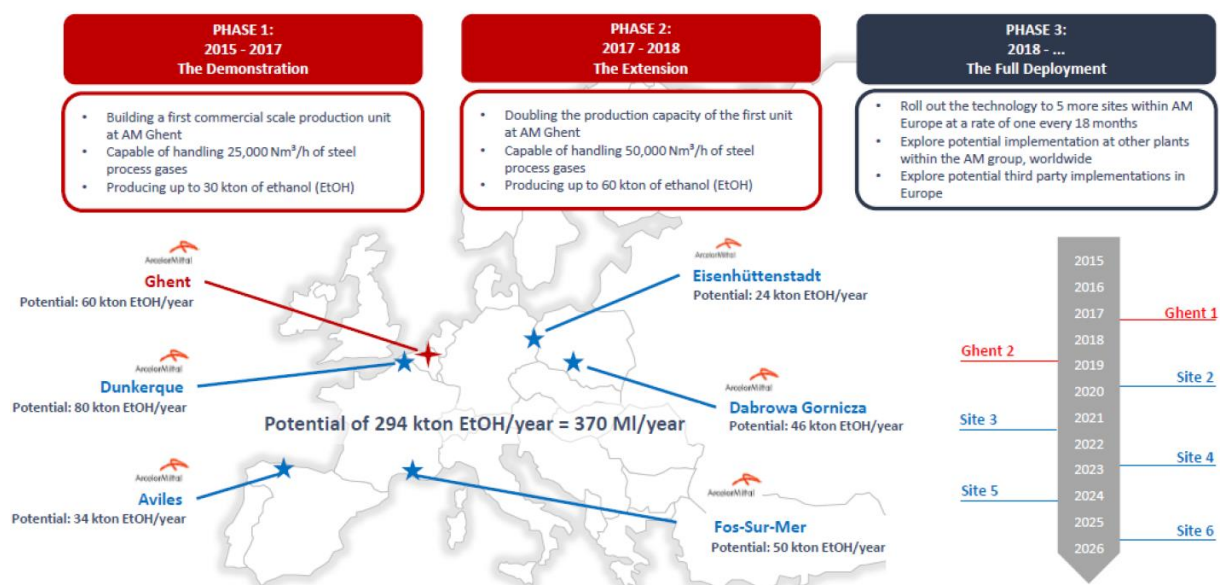 PHASE 1:
2015 - 2017
The Demonstration
• Building a first commercial scale production unit
at AM Ghent
• Capable of handling 25,000 Nm³/h of steel
process gases
• Producing up to 30 kton of ethanol (EtOH)
PHASE 2:
2017 - 2018
The Extension
• Doubling the production capacity of the first unit
at AM Ghent
• Capable of handling 50,000 Nm³/h of steel
process gases
• Producing up to 60 kton of ethanol (EtOH)
PHASE 3:
2018 - ...
The Full Deployment
• Roll out the technology to 5 more sites within AM
Europe at a rate of one every 18 months
• Explore potential implementation at other plants
within the AM group, worldwide
• Explore potential third party implementations in
Europe
ArcelorMittal
Ghent
Potential: 60 kton EtOH/year
ArcelorMittal
Dunkerque
Potential: 80 kton EtOH/year
ArcelorMittal
Aviles
Potential: 34 kton EtOH/year
Potential of 294 kton EtOH/year = 370 Ml/year
ArcelorMittal
Eisenhüttenstadt
Potential: 24 kton EtOH/year
ArcelorMittal
Dabrowa Gornicza
Potential: 46 kton EtOH/year
ArcelorMittal
Fos-Sur-Mer
Potential: 50 kton EtOH/year
2015
2016
2017
2018
2019
2020
2021
2022
2023
2024
2025
2026
Ghent 1
Ghent 2
Site 2
Site 3
Site 4
Site 5
Site 6